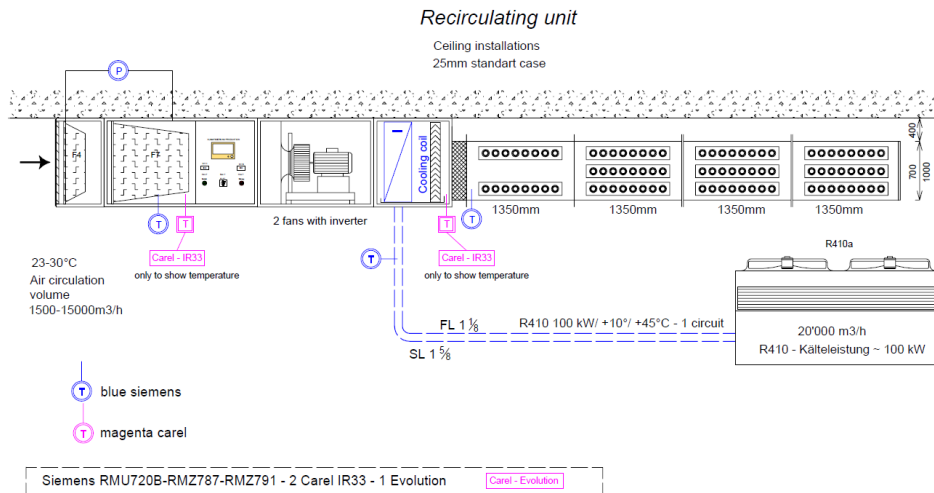 Recirculating unit
Ceiling installations
25mm standart case
P
F4
F7
Cooling coil
400
700
1000
T
T
T
T
2 fans with inverter
1350mm
1350mm
1350mm
1350mm
Carel - IR33
only to show temperature
Carel - IR33
only to show temperature
T
R410a
23-30°C
Air circulation
volume
1500-15000m3/h
FL 1 ⅛
R410 100 kW/ +10°/ +45°C - 1 circuit
SL 1 ⅝
20'000 m3/h
R410 - Kälteleistung ~ 100 kW
T
blue siemens
T
magenta carel
Siemens RMU720B-RMZ787-RMZ791 - 2 Carel IR33 - 1 Evolution
Carel - Evolution